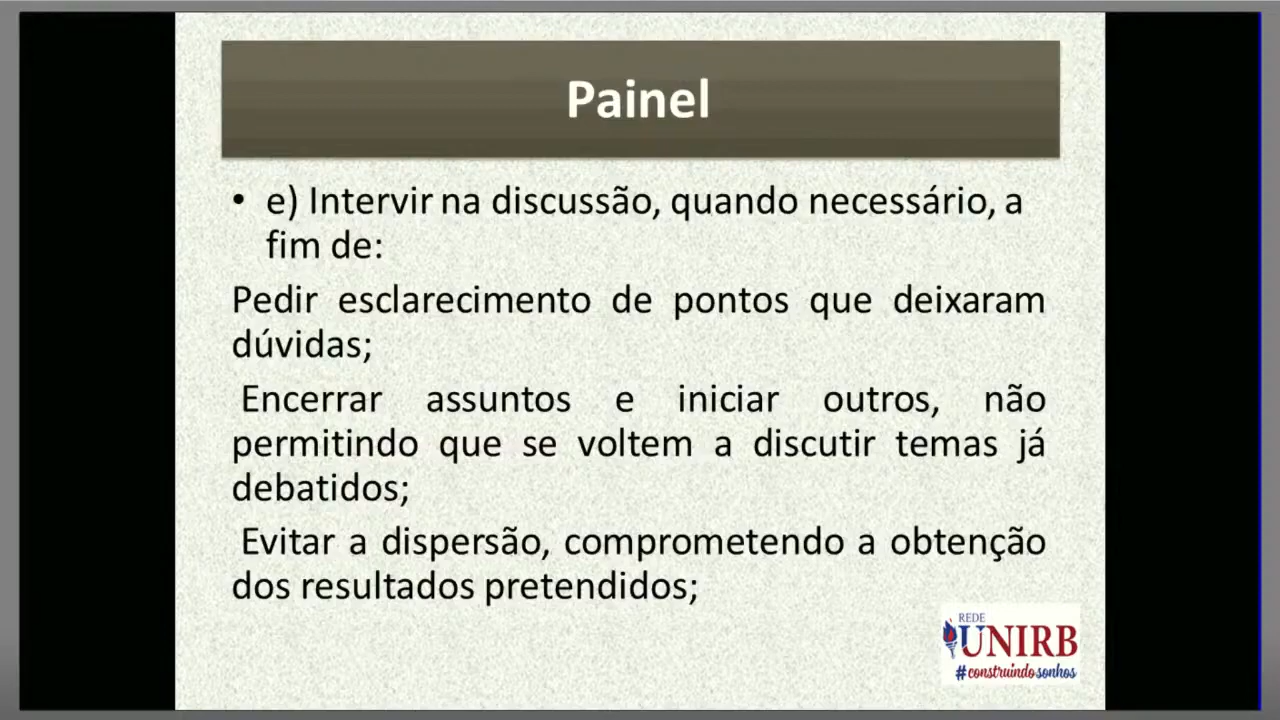 Painel
• e) Intervir na discussão, quando necessário, a
fim de:
Pedir esclarecimento de pontos que deixaram
dúvidas;
Encerrar assuntos e iniciar outros, não
permitindo que se voltem a discutir temas já
debatidos;
Evitar a dispersão, comprometendo a obtenção
dos resultados pretendidos;
REDE
UNIRB
#construindosonhos